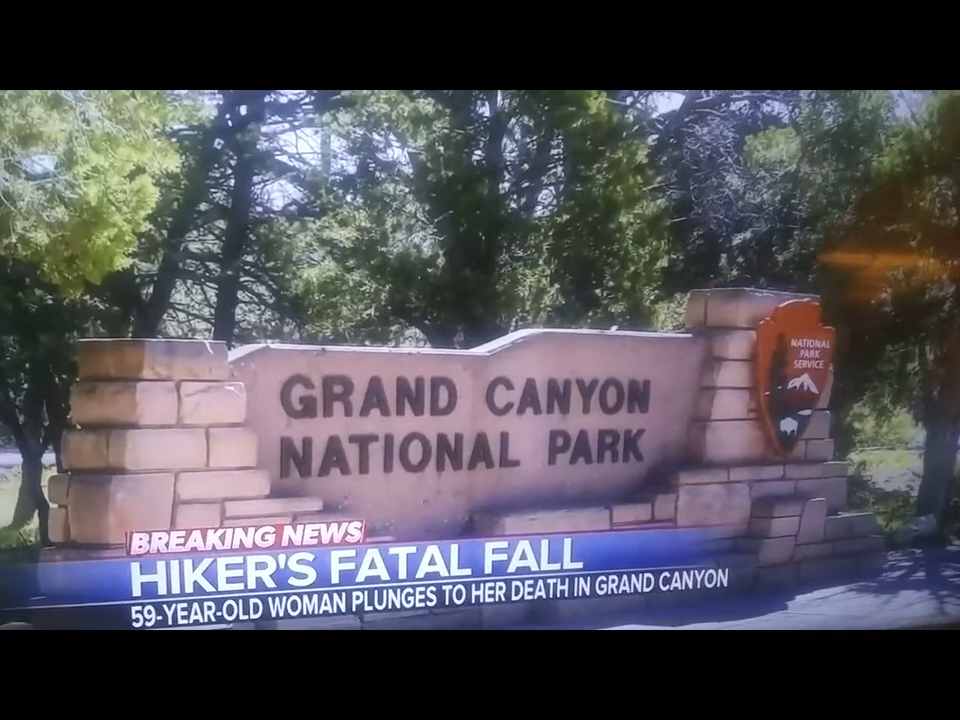 GRAND CANYON
NATIONAL PARK
NATIONAL
PARK
SERVICE
BREAKING NEWS
HIKER'S FATAL FALL
59-YEAR-OLD WOMAN PLUNGES TO HER DEATH IN GRAND CANYON